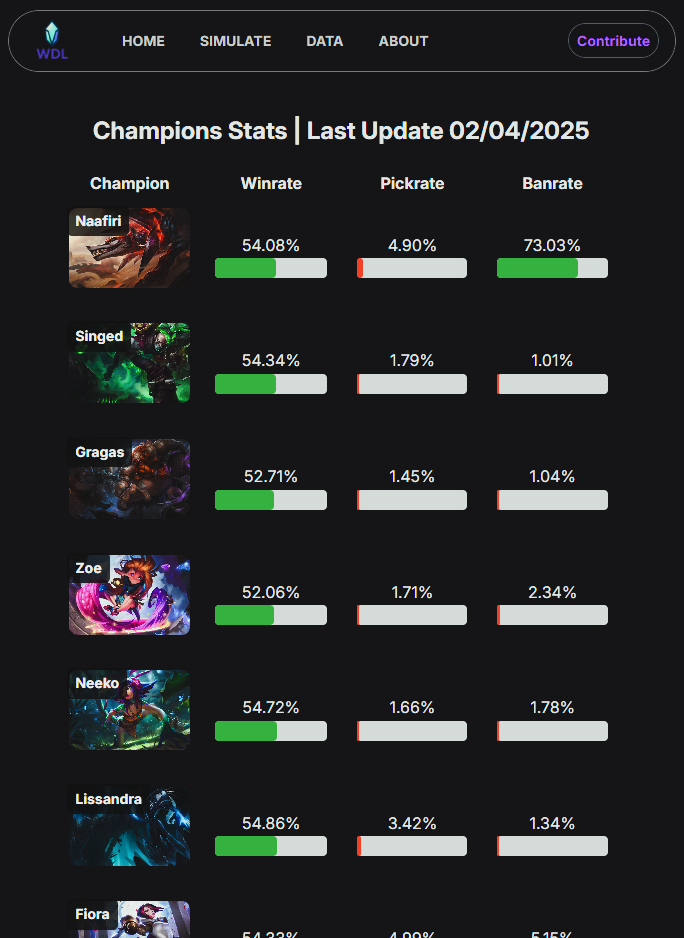 WDL HOME SIMULATE DATA ABOUT Contribute
Champions Stats | Last Update 02/04/2025
Champion Winrate Pickrate Banrate
Naafiri
54.08% 4.90% 73.03%
Singed
54.34% 1.79% 1.01%
Gragas
52.71% 1.45% 1.04%
Zoe
52.06% 1.71% 2.34%
Neeko
54.72% 1.66% 1.78%
Lissandra
54.86% 3.42% 1.34%
Fiora